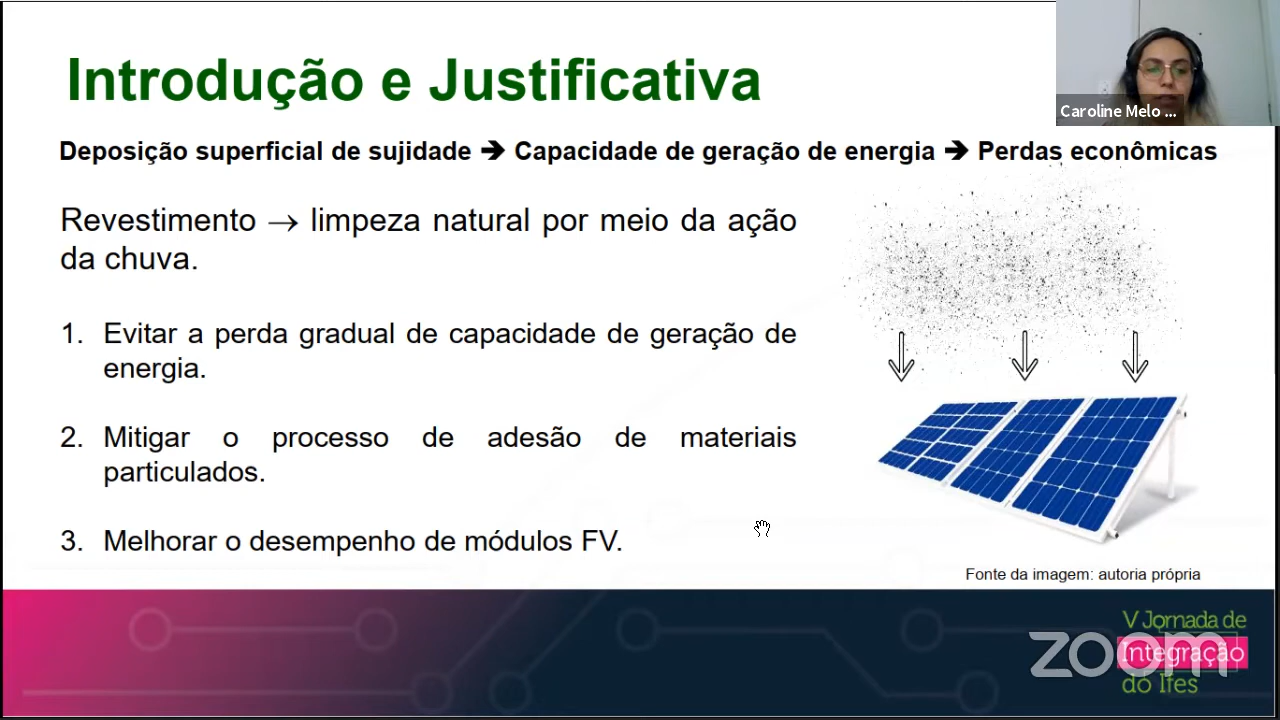 Introdução e Justificativa
Caroline Melo ...
Deposição superficial de sujidade ➔ Capacidade de geração de energia ➔ Perdas econômicas
Revestimento → limpeza natural por meio da ação
da chuva.
1. Evitar a perda gradual de capacidade de geração de
energia.
2. Mitigar o processo de adesão de materiais
particulados.
3. Melhorar o desempenho de módulos FV.
Fonte da imagem: autoria própria
V Jornada de
Integração
do Ifes
zoom